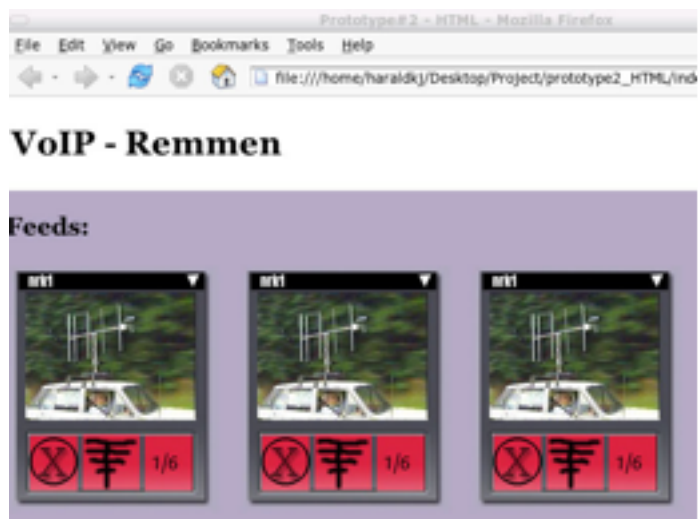 Prototype#2 - HTML - Mozilla Firefox
File Edit View Go Bookmarks Tools Help
file:///home/haraldkj/Desktop/Project/prototype2_HTML/ind
VoIP - Remmen
Feeds:
nrk1 nrk1 nrk1
X 1/6 X 1/6 X 1/6